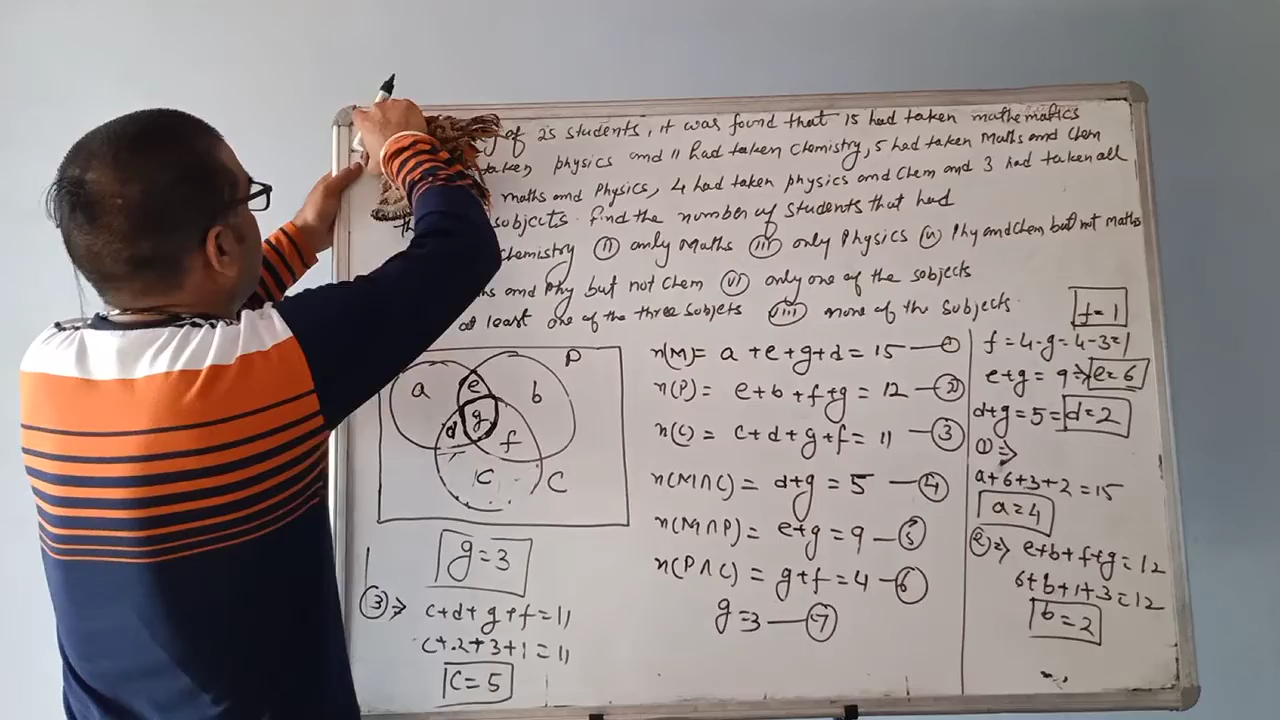 of 25 students, it was found that 15 had taken mathematics
taken physics and 11 had taken Chemistry, 5 had taken Maths and Chem
maths and Physics, 4 had taken physics and Chem and 3 had taken all
subjects. find the number of students that had
chemistry (ii) only Maths (iii) only Physics Phy and Chem but not maths
and Phy but not Chem (vi) only one of the sobjects
at least one of the three Subjets (viii) none of the subjects.
P
a
e
b
g
d
f
C
C
g=3
(3) ⇒ c+d+g+f=11
c+2+3+1=11
c=5
n(M)= a+e+g+d=15 — (1)
n(P)= e+b+f+g=12 — (2)
n(C)= c+d+g+f=11 — (3)
n(M∩C)= d+g=5 — (4)
n(M∩P)= e+g=9 — (5)
n(P∩C)= g+f=4 — (6)
g=3 — (7)
f=1
f=4-g=4-3=1
e+g=9 ⇒ e=6
d+g=5= d=2
(1) ⇒
a+6+3+2=15
a=4
(2) ⇒ e+b+f+g=12
6+b+1+3=12
b=2